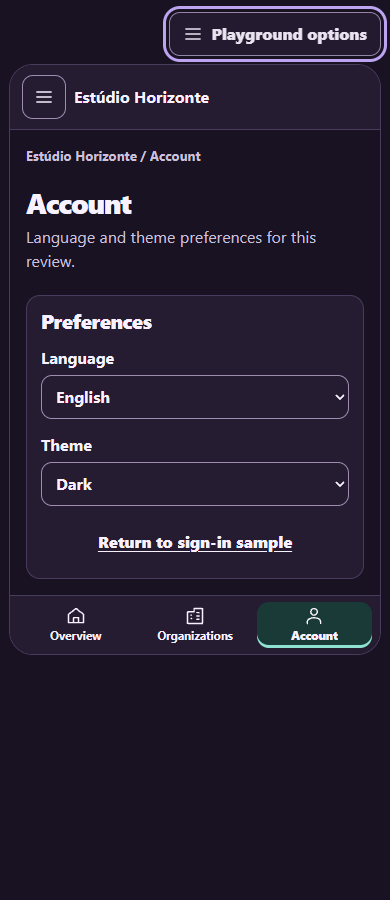 Playground options
Estúdio Horizonte
Estúdio Horizonte / Account
Account
Language and theme preferences for this
review.
Preferences
Language
English
Theme
Dark
Return to sign-in sample
Overview
Organizations
Account